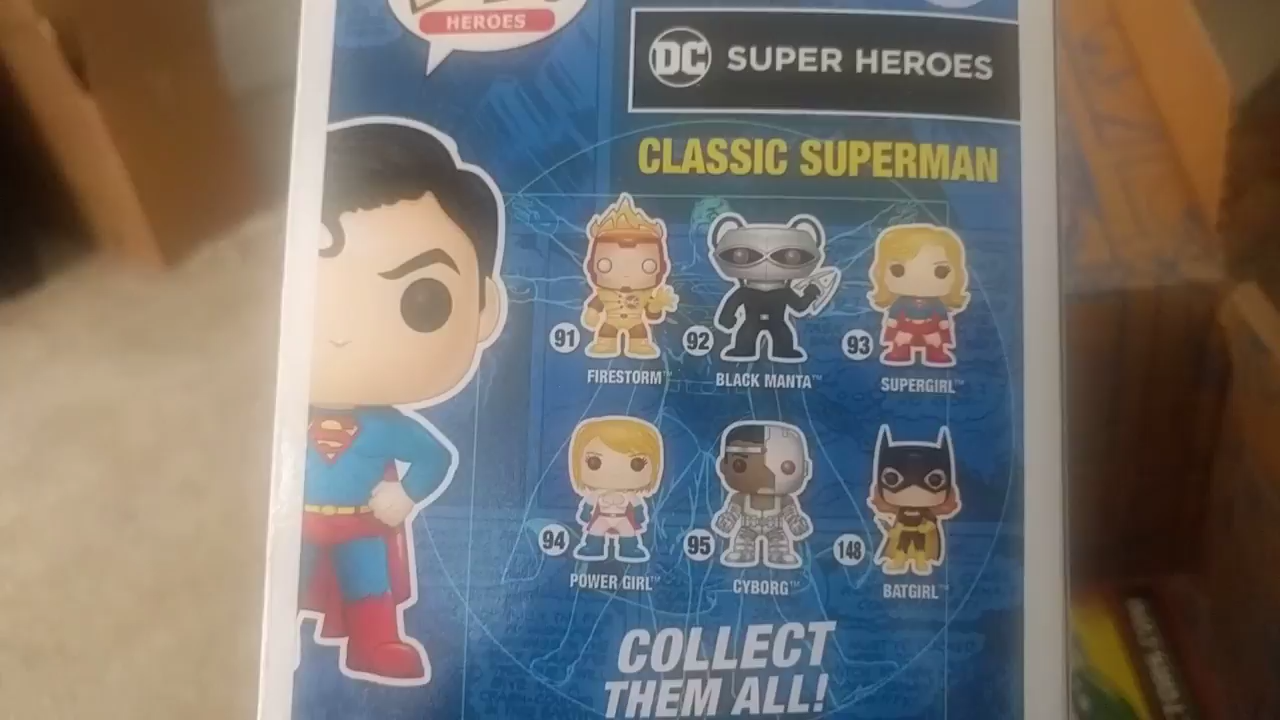 HEROES
DC SUPER HEROES
CLASSIC SUPERMAN
91 92 93
FIRESTORM™ BLACK MANTA™ SUPERGIRL™
94 95 148
POWER GIRL™ CYBORG™ BATGIRL™
COLLECT
THEM ALL!